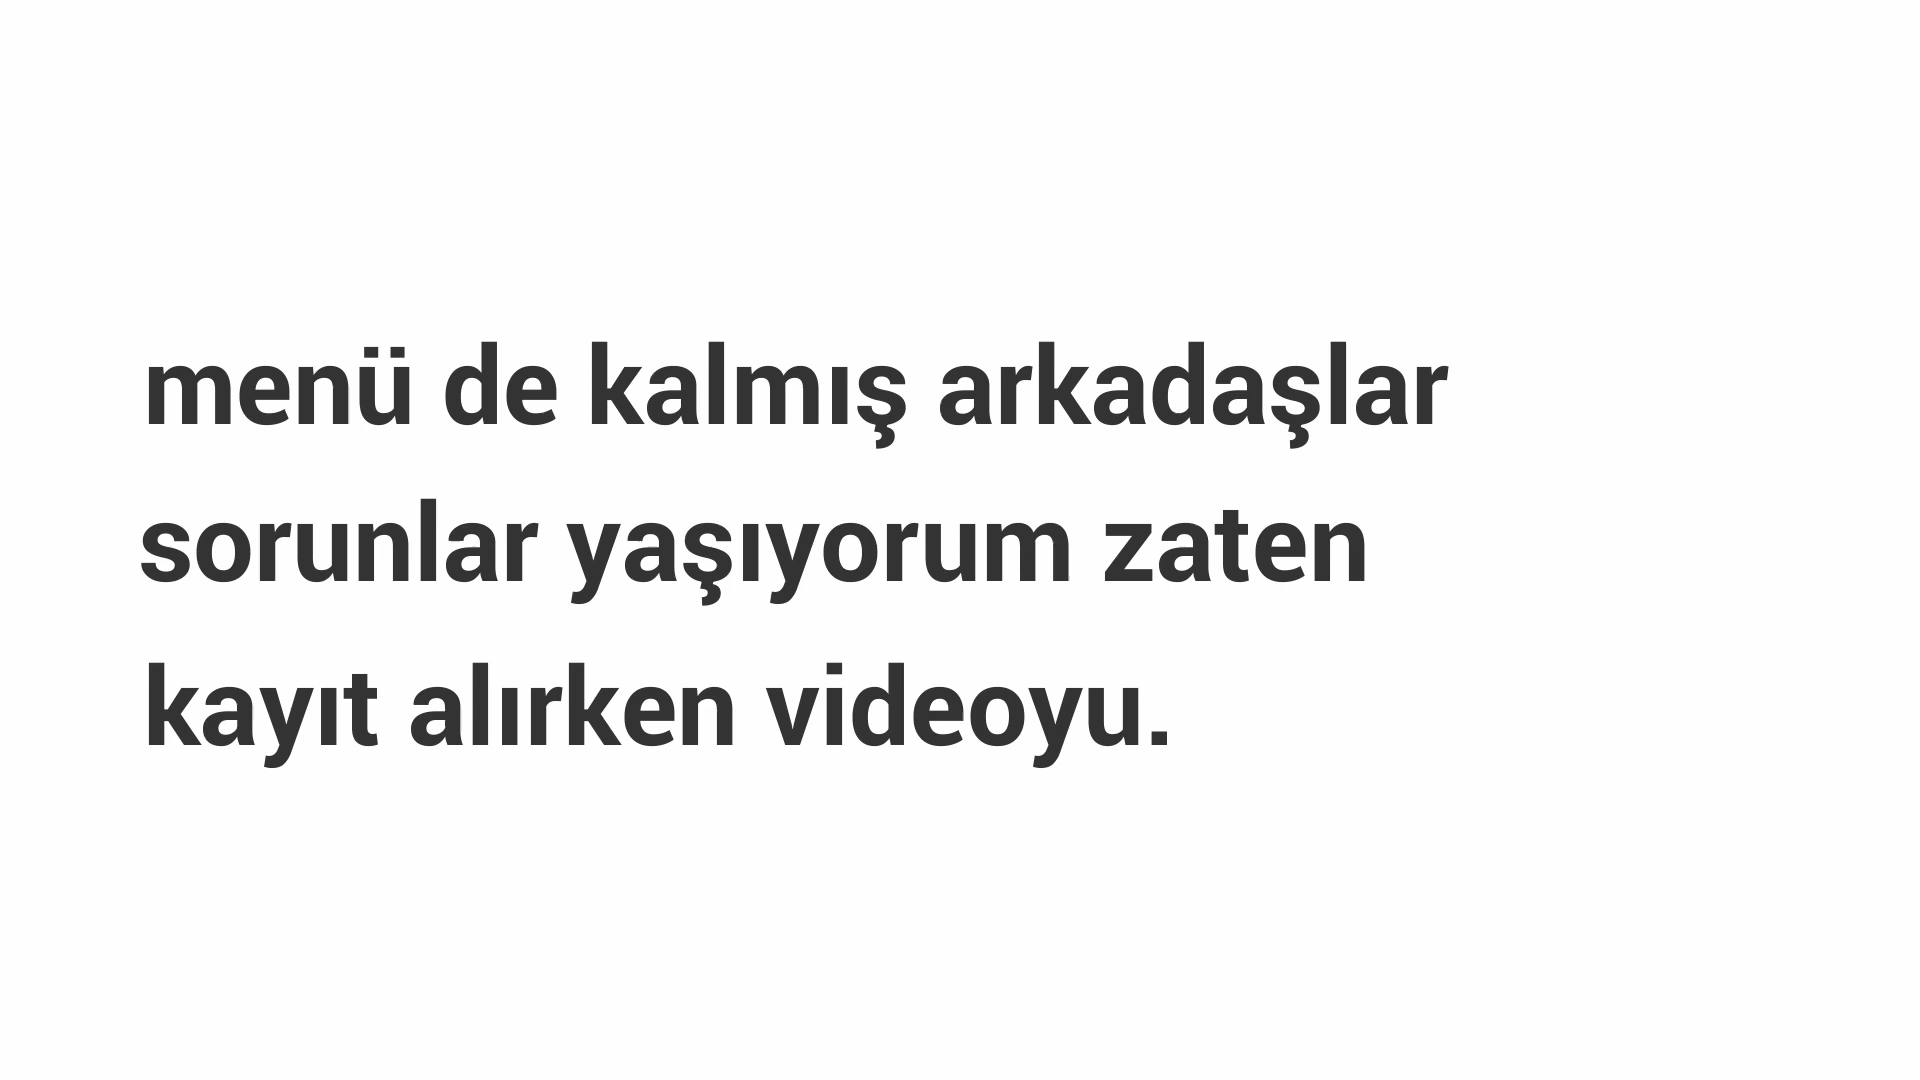 menü de kalmış arkadaşlar
sorunlar yaşıyorum zaten
kayıt alırken videoyu.